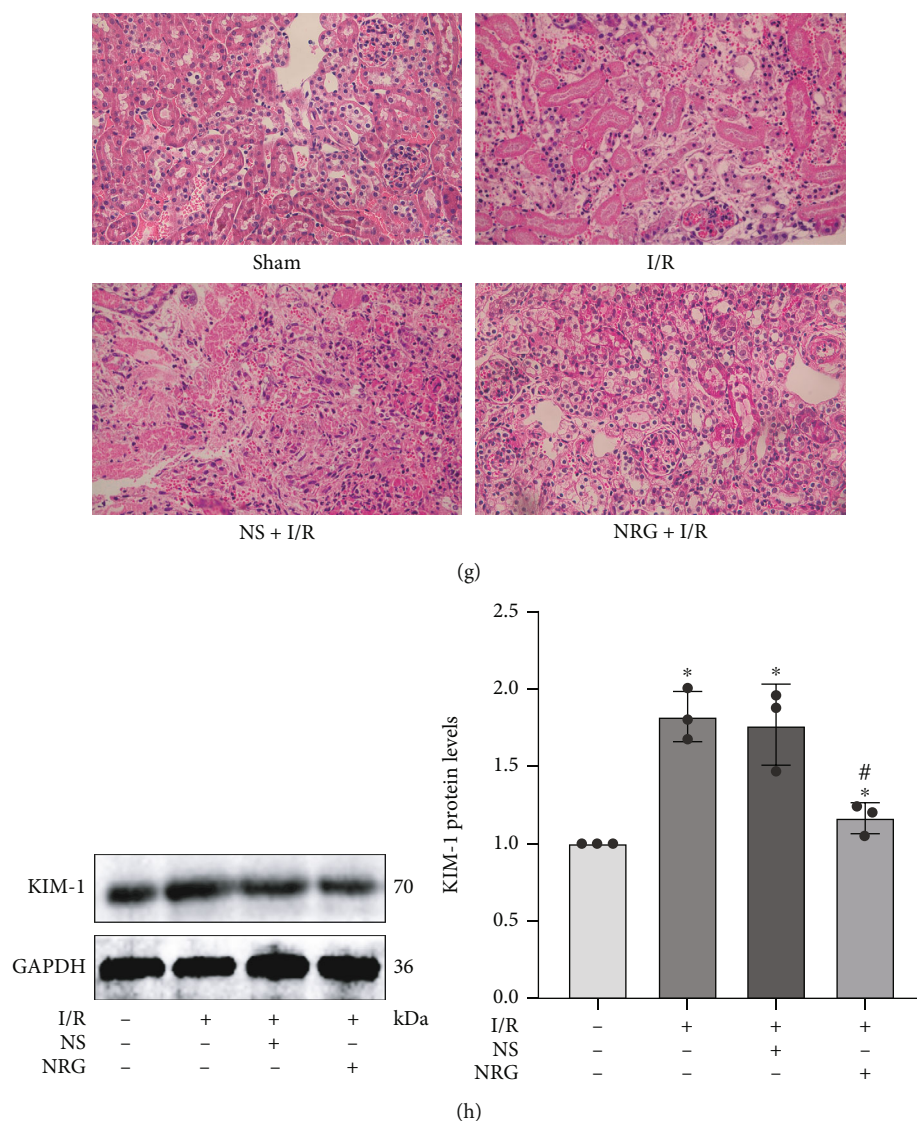 Sham
I/R
NS + I/R
NRG + I/R
(g)
KIM-1
70
GAPDH
36
I/R – + + + kDa
NS – – + –
NRG – – – +
KIM-1 protein levels
2.5
2.0
1.5
1.0
0.5
0.0
* * # *
I/R – + + +
NS – – + –
NRG – – – +
(h)